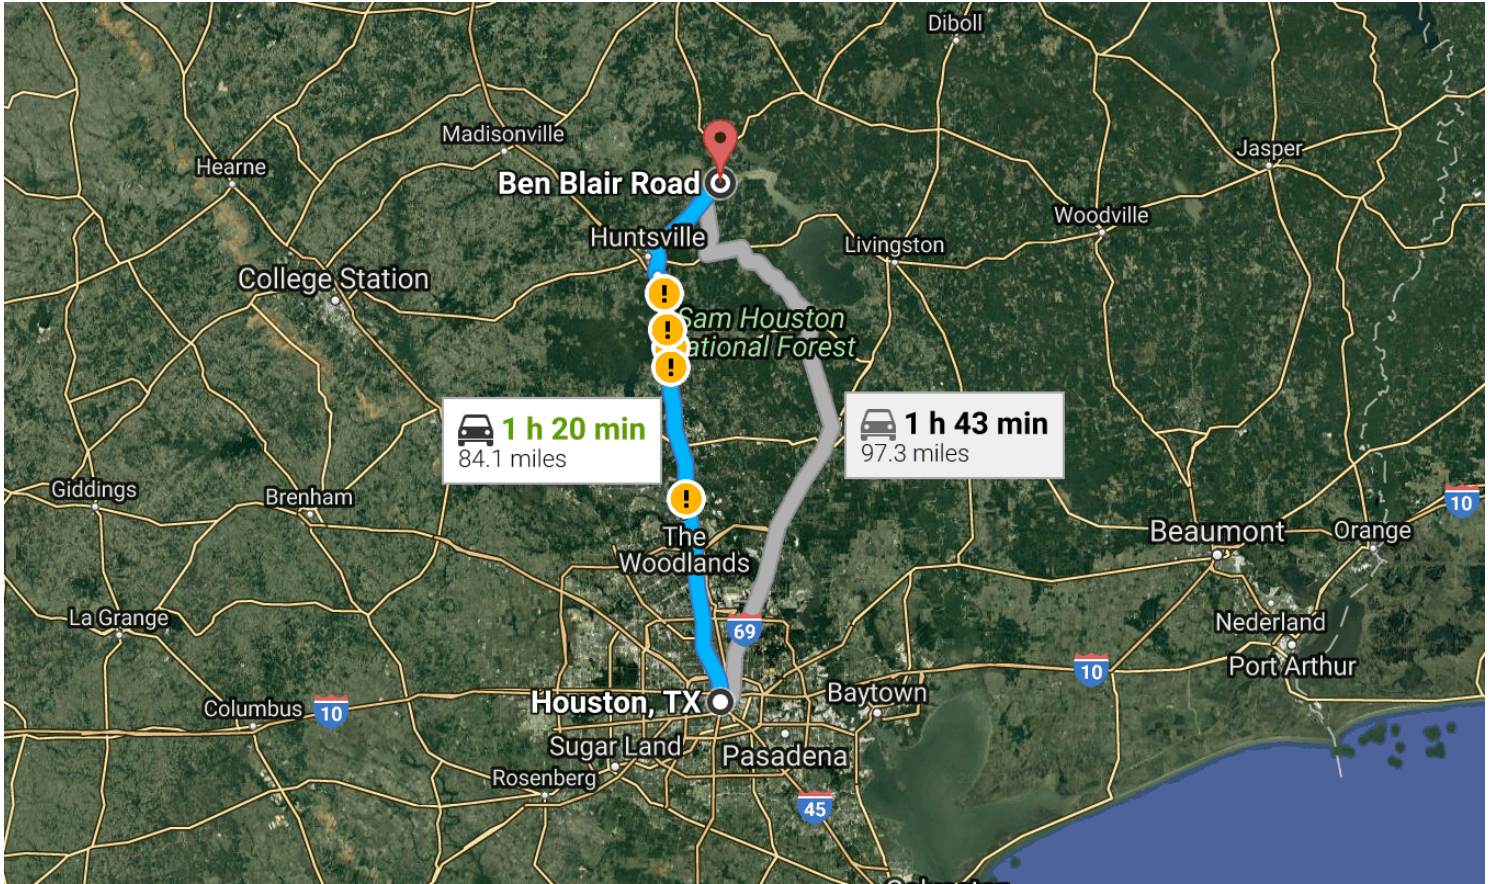 Diboll
Madisonville
Jasper
Hearne
Ben Blair Road
Woodville
Huntsville
Livingston
College Station
Sam Houston
ational Forest
1 h 20 min
84.1 miles
1 h 43 min
97.3 miles
Giddings
Brenham
10
Beaumont
Orange
The
Woodlands
La Grange
69
Nederland
Port Arthur
10
Houston, TX
Baytown
Columbus
10
Sugar Land
Pasadena
Rosenberg
45